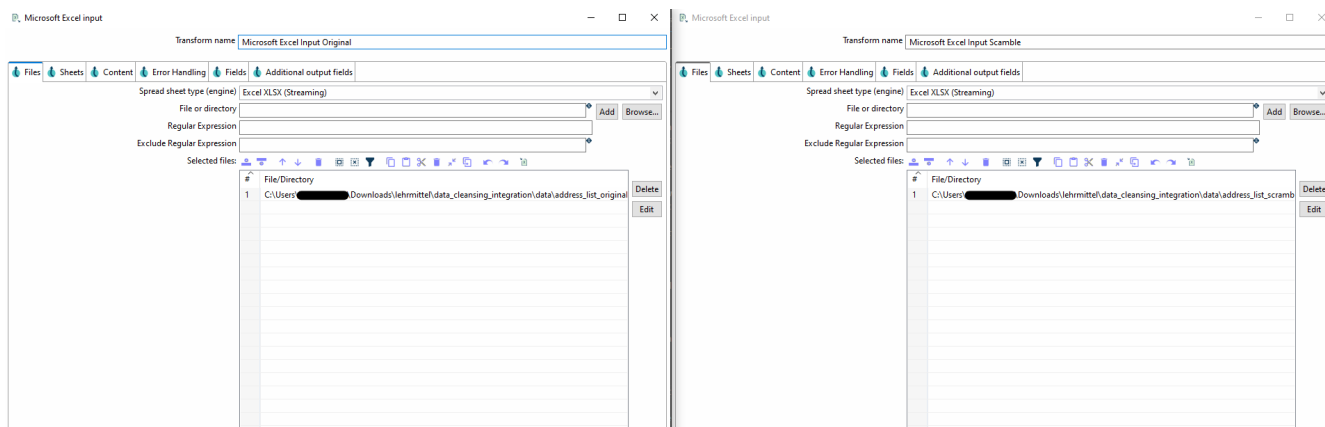 Microsoft Excel input
Transform name Microsoft Excel Input Original
Files Sheets Content Error Handling Fields Additional output fields
Spread sheet type (engine) Excel XLSX (Streaming)
File or directory Add Browse...
Regular Expression
Exclude Regular Expression
Selected files:
# File/Directory
1 C:\Users\ \Downloads\lehrmittel\data_cleansing_integration\data\address_list_original
Delete
Edit
Microsoft Excel input
Transform name Microsoft Excel Input Scamble
Files Sheets Content Error Handling Fields Additional output fields
Spread sheet type (engine) Excel XLSX (Streaming)
File or directory Add Browse...
Regular Expression
Exclude Regular Expression
Selected files:
# File/Directory
1 C:\Users\ \Downloads\lehrmittel\data_cleansing_integration\data\address_list_scramb
Delete
Edit